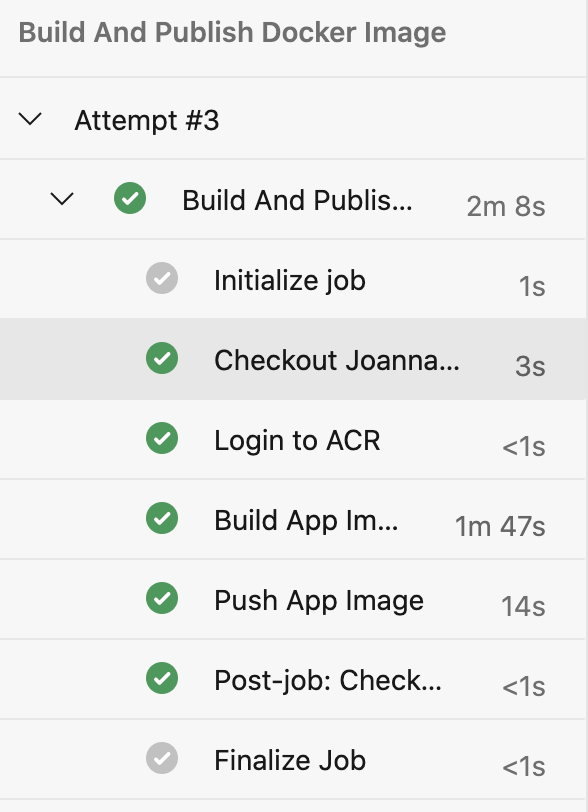 Build And Publish Docker Image
Attempt #3
Build And Publis... 2m 8s
Initialize job 1s
Checkout Joanna... 3s
Login to ACR <1s
Build App Im... 1m 47s
Push App Image 14s
Post-job: Check... <1s
Finalize Job <1s